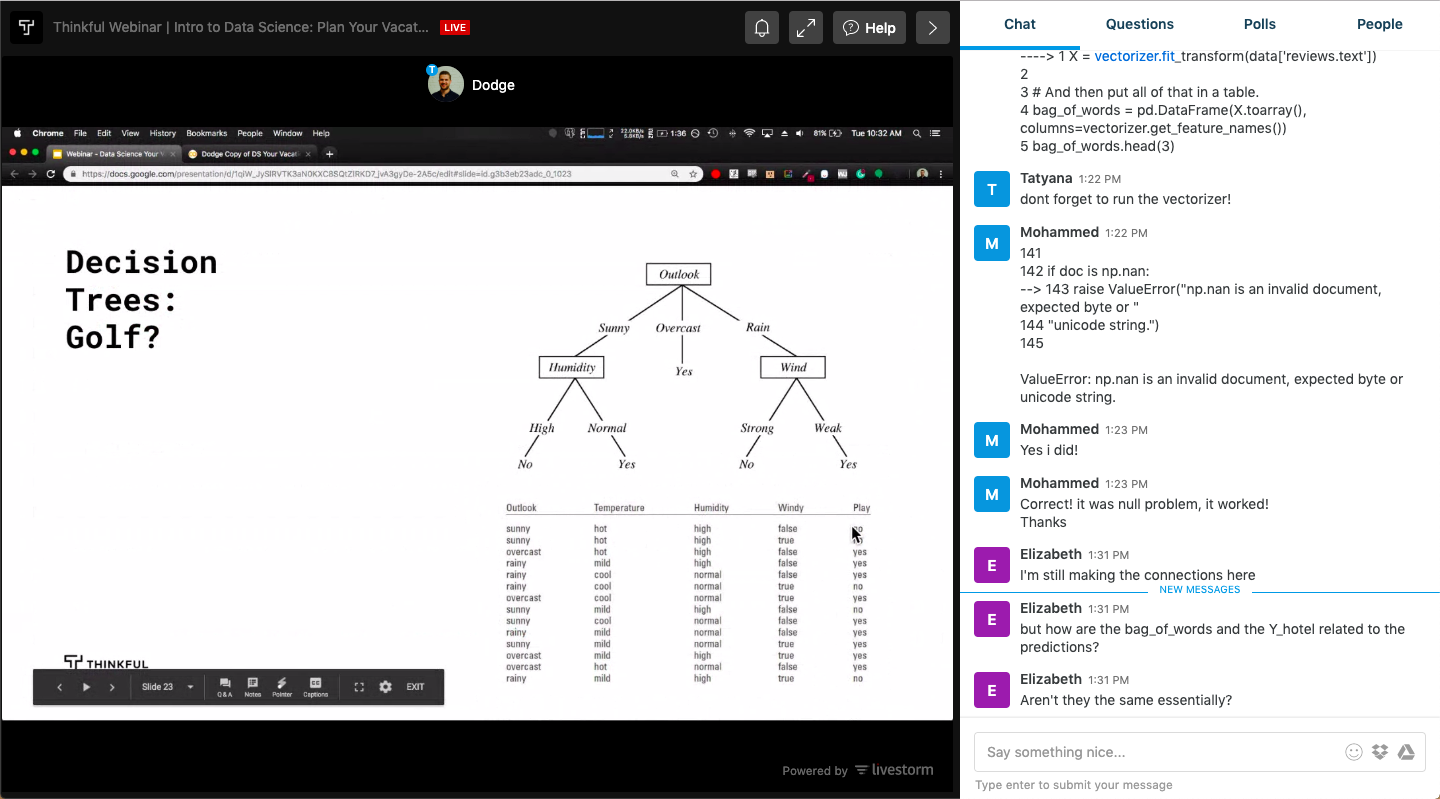 Thinkful Webinar | Intro to Data Science: Plan Your Vacat...
LIVE
Help
Chat
Questions
Polls
People
T
Dodge
Chrome File Edit View History Bookmarks People Window Help
1:36
81%
Tue 10:32 AM
Webinar - Data Science Your V
Dodge Copy of DS Your Vacat
Decision
Trees:
Golf?
Outlook
Sunny Overcast Rain
Humidity Yes Wind
High Normal Strong Weak
No Yes No Yes
Outlook Temperature Humidity Windy Play
sunny hot high false no
sunny hot high true
overcast hot high false yes
rainy mild high false yes
rainy cool normal false yes
rainy cool normal true no
overcast cool normal true yes
sunny mild high false no
sunny cool normal false yes
rainy mild normal false yes
sunny mild normal true yes
overcast mild high true yes
overcast hot normal false yes
rainy mild high true no
THINKFUL
Slide 23
Q & A
Notes
Pointer
Captions
EXIT
Powered by livestorm
----> 1 X = vectorizer.fit_transform(data['reviews.text'])
2
3 # And then put all of that in a table.
4 bag_of_words = pd.DataFrame(X.toarray(),
columns=vectorizer.get_feature_names())
5 bag_of_words.head(3)
T
Tatyana 1:22 PM
dont forget to run the vectorizer!
M
Mohammed 1:22 PM
141
142 if doc is np.nan:
--> 143 raise ValueError("np.nan is an invalid document,
expected byte or "
144 "unicode string.")
145
ValueError: np.nan is an invalid document, expected byte or
unicode string.
M
Mohammed 1:23 PM
Yes i did!
M
Mohammed 1:23 PM
Correct! it was null problem, it worked!
Thanks
E
Elizabeth 1:31 PM
I'm still making the connections here
NEW MESSAGES
E
Elizabeth 1:31 PM
but how are the bag_of_words and the Y_hotel related to the
predictions?
E
Elizabeth 1:31 PM
Aren't they the same essentially?
Say something nice...
Type enter to submit your message